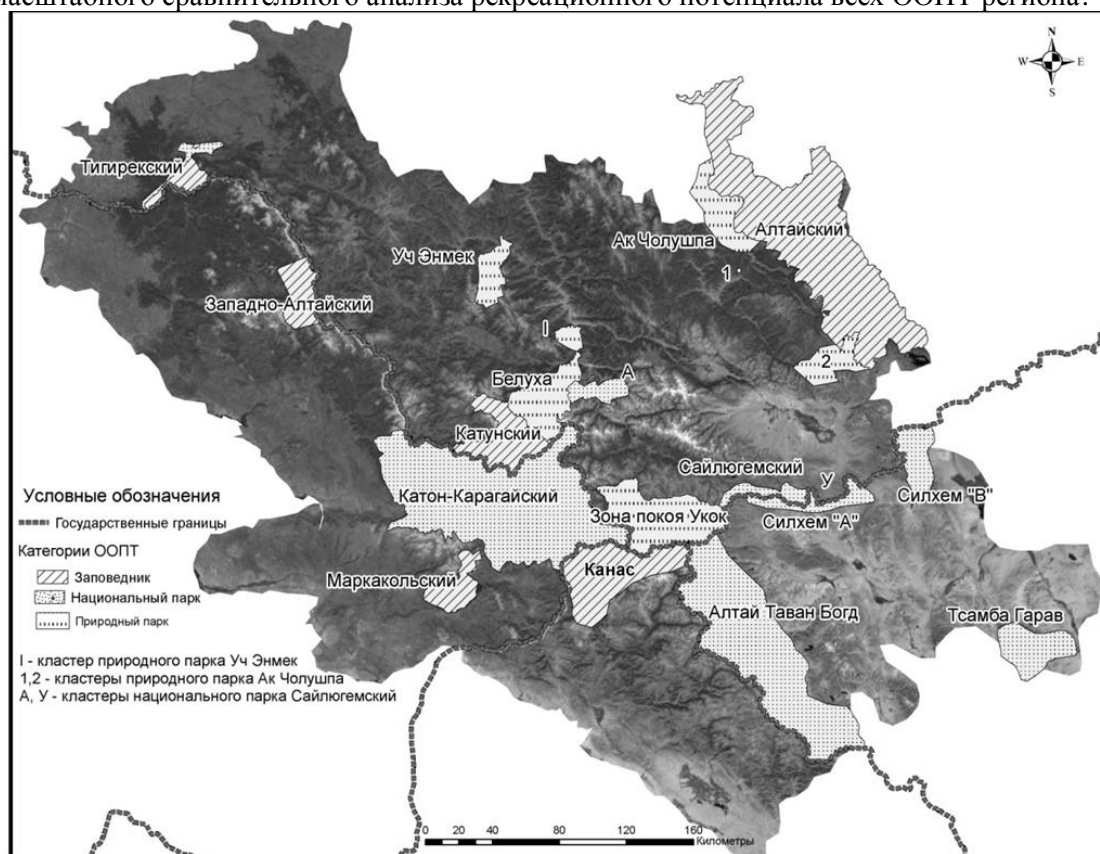 масштабного сравнительного анализа рекреационного потенциала всех ООПТ региона.
N
W E
S
Тигирекский
Алтайский
Ак Чолушпа
Уч Энмек
1
Западно-Алтайский
I
2
Белуха
А
Катунский
Сайлюгемский
У
Катон-Карагайский
Силхем "В"
Условные обозначения
Зона покоя Укок
Силхем "А"
Государственные границы
Категории ООПТ
Канас
Заповедник
Маркакольский
Национальный парк
Алтай Таван Богд
Тсамба Гарав
Природный парк
I - кластер природного парка Уч Энмек
1,2 - кластеры природного парка Ак Чолушпа
А, У - кластеры национального парка Сайлюгемский
0 20 40 80 120 160
Километры